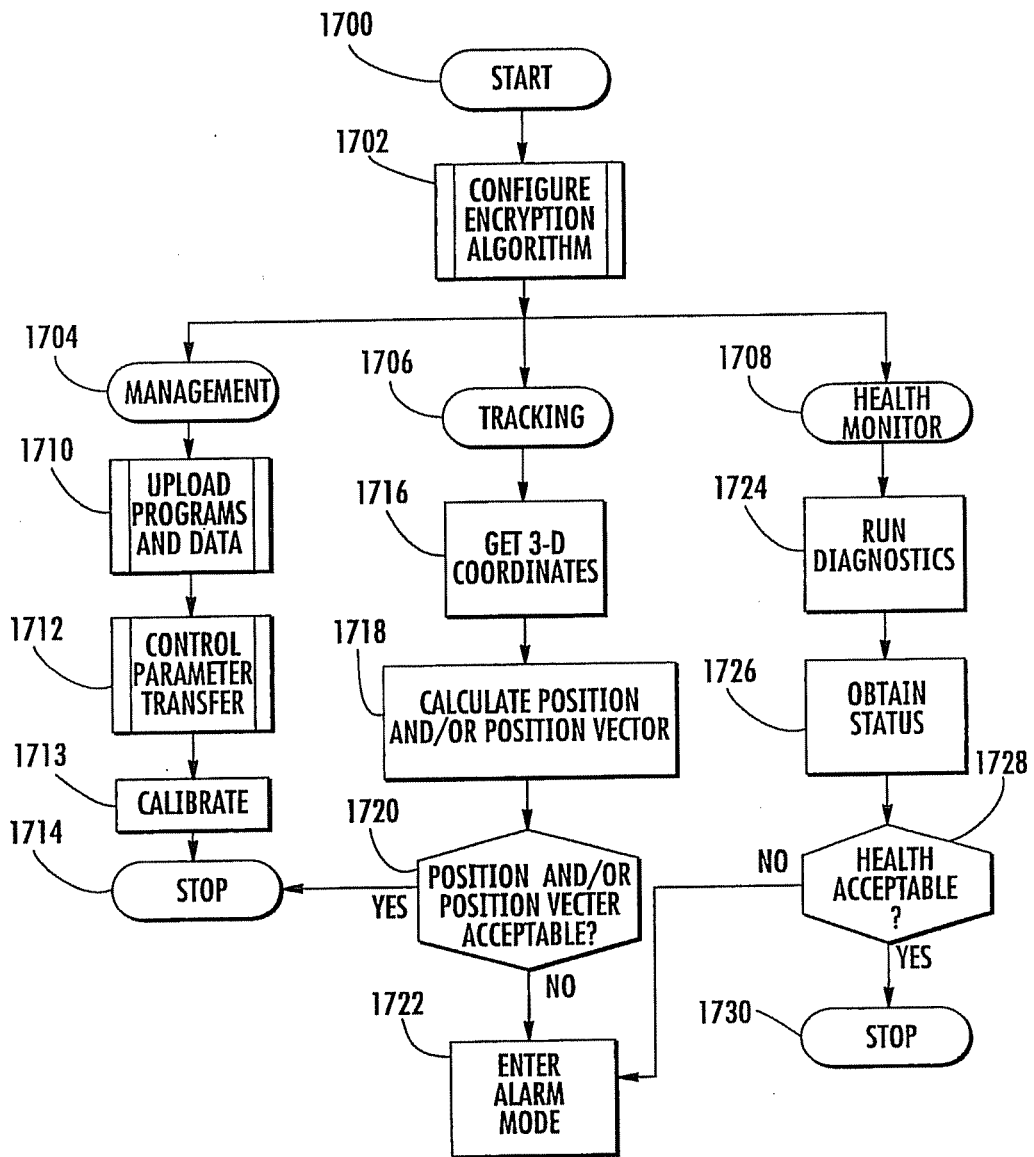 1700
START
1702
CONFIGURE
ENCRYPTION
ALGORITHM
1704
MANAGEMENT
1706
TRACKING
1708
HEALTH
MONITOR
1710
UPLOAD
PROGRAMS
AND DATA
1716
GET 3-D
COORDINATES
1724
RUN
DIAGNOSTICS
1712
CONTROL
PARAMETER
TRANSFER
1718
CALCULATE POSITION
AND/OR POSITION VECTOR
1726
OBTAIN
STATUS
1713
CALIBRATE
1714
STOP
1720
POSITION AND/OR
POSITION VECTER
ACCEPTABLE?
YES
NO
1728
HEALTH
ACCEPTABLE
?
NO
YES
1722
ENTER
ALARM
MODE
1730
STOP